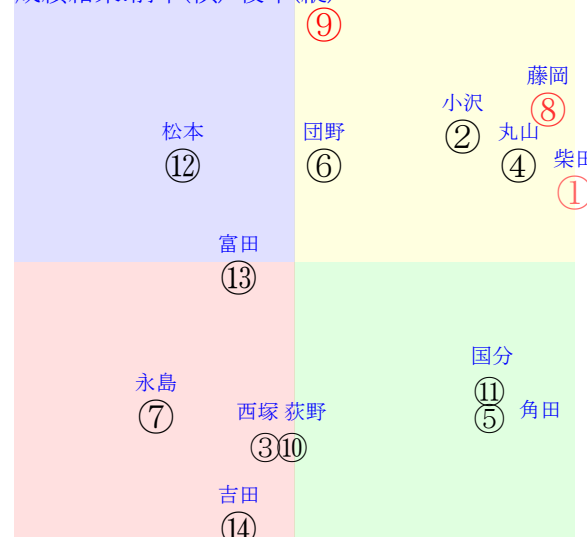 ⑨
藤岡
⑧
小沢
②
松本
⑫
団野
⑥
丸山
④
柴田
①
富田
⑬
国分
⑪
⑤ 角田
永島
⑦
西塚 荻野
③⑩
吉田
⑭